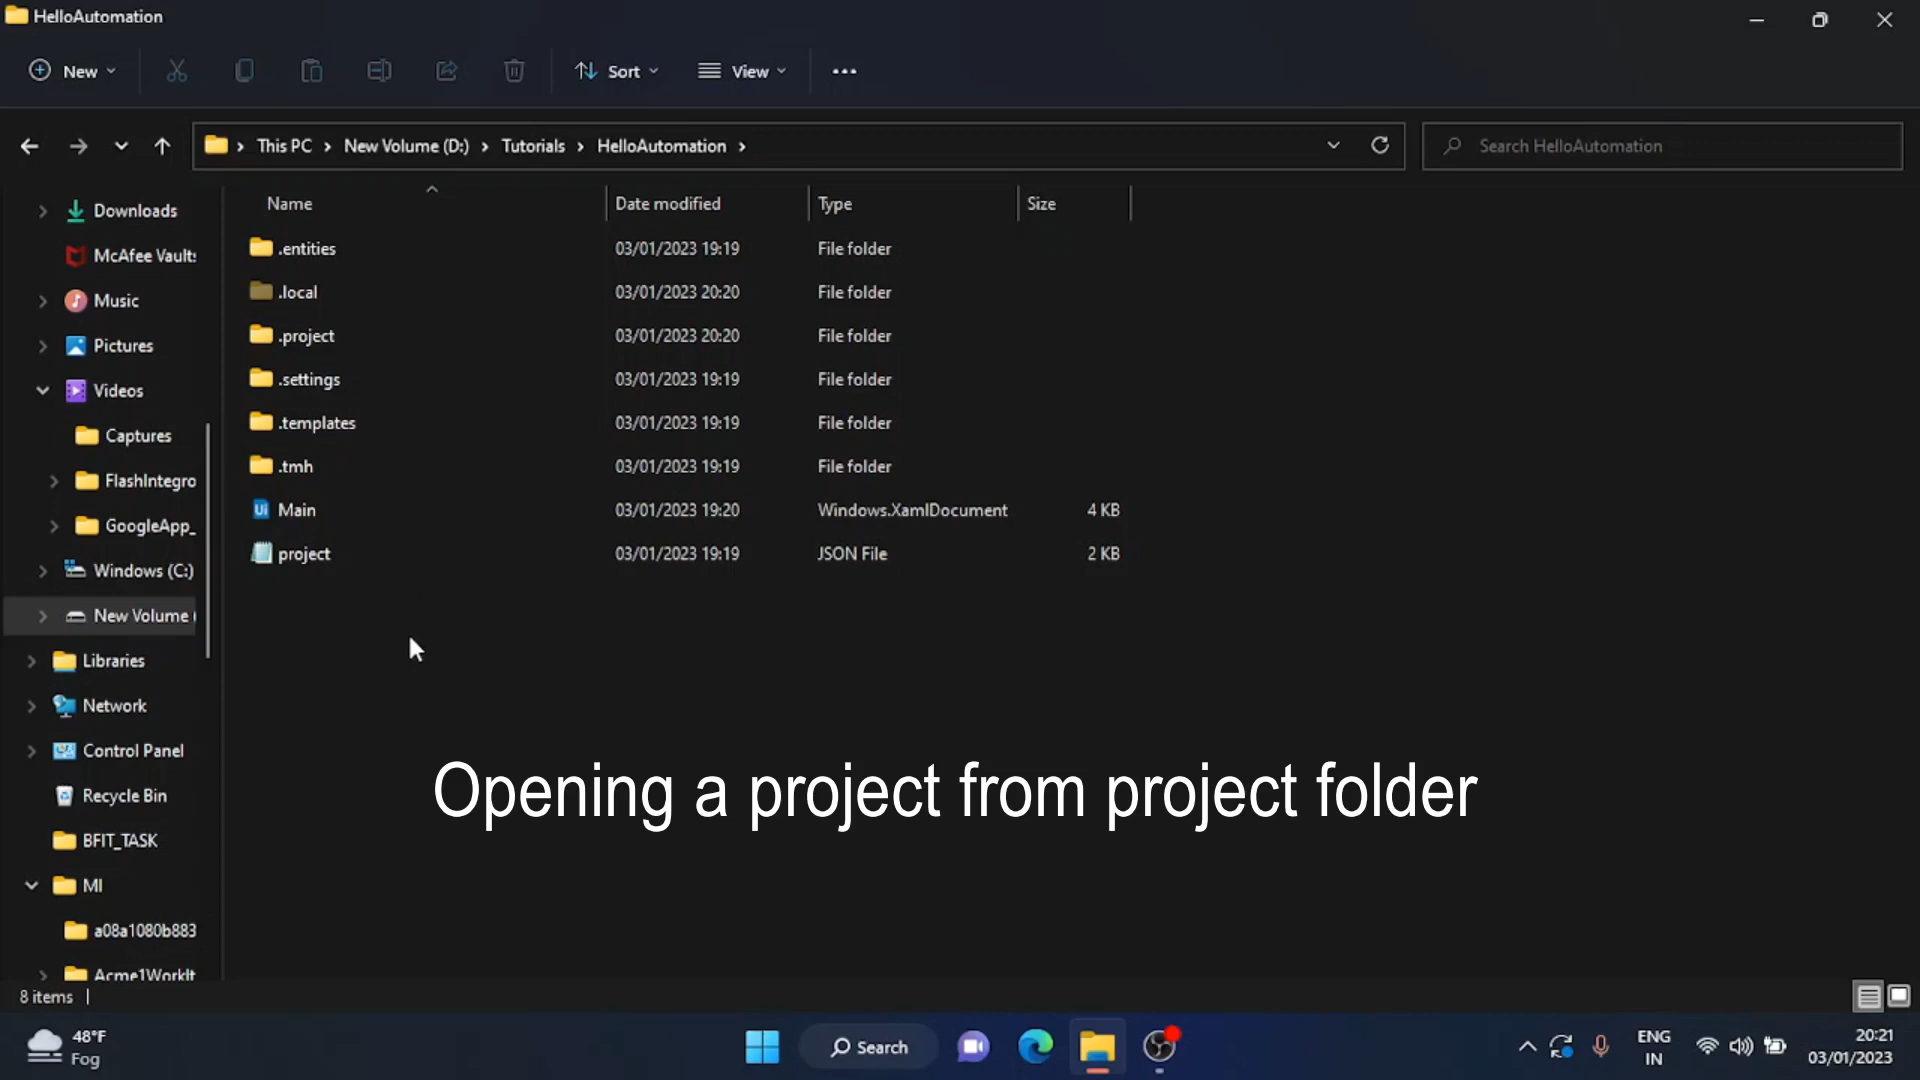 HelloAutomation
New
Sort
View
This PC > New Volume (D:) > Tutorials > HelloAutomation >
Search HelloAutomation
Name Date modified Type Size
.entities 03/01/2023 19:19 File folder
.local 03/01/2023 20:20 File folder
.project 03/01/2023 20:20 File folder
.settings 03/01/2023 19:19 File folder
.templates 03/01/2023 19:19 File folder
.tmh 03/01/2023 19:19 File folder
Main 03/01/2023 19:20 Windows.XamlDocument 4 KB
project 03/01/2023 19:19 JSON File 2 KB
Downloads
McAfee Vault
Music
Pictures
Videos
Captures
FlashIntegro
GoogleApp_
Windows (C:)
New Volume (
Libraries
Network
Control Panel
Recycle Bin
BFIT_TASK
MI
a08a1080b883
Acme1WorkIt
Opening a project from project folder
8 items
48°F
Fog
Search
ENG
IN
20:21
03/01/2023